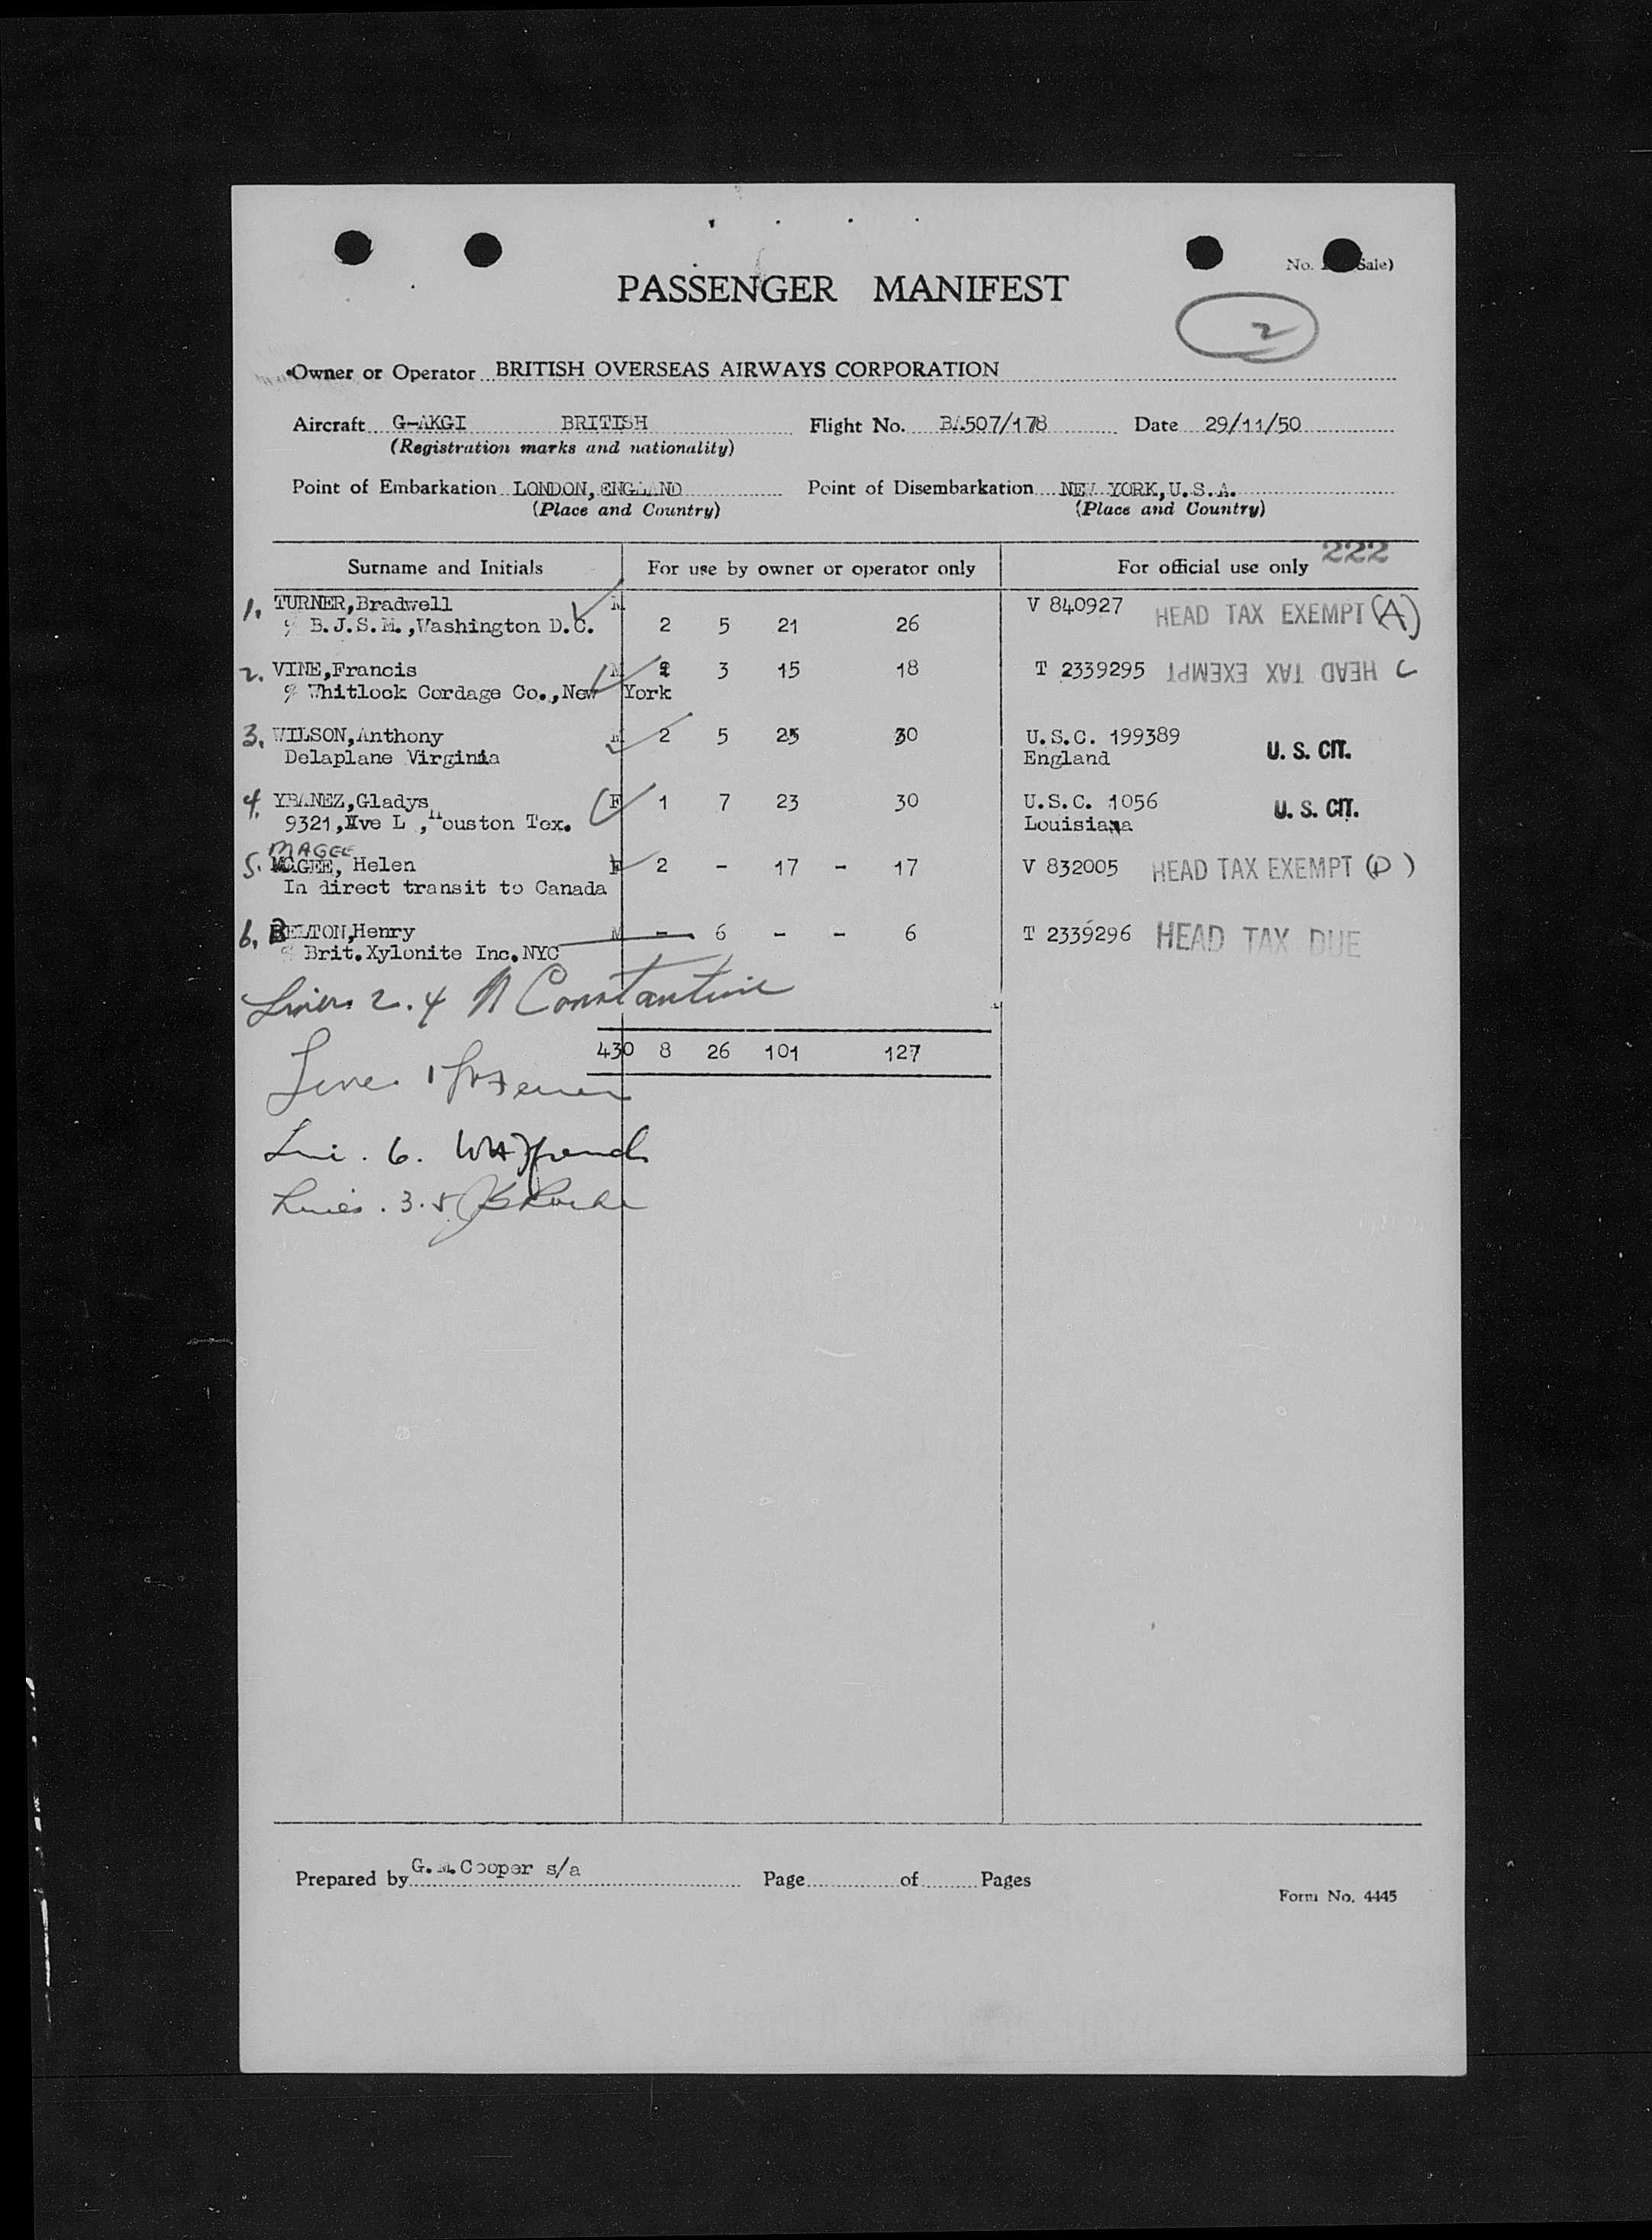 No. Sale)
PASSENGER MANIFEST
2
Owner or Operator BRITISH OVERSEAS AIRWAYS CORPORATION
Aircraft G-AKGI BRITISH Flight No. BA507/178 Date 29/11/50
(Registration marks and nationality)
Point of Embarkation LONDON, ENGLAND Point of Disembarkation NEW YORK, U.S.A.
(Place and Country) (Place and Country)
222
Surname and Initials For use by owner or operator only For official use only
1. TURNER, Bradwell M V 840927 HEAD TAX EXEMPT (A)
% B.J.S.M., Washington D.C. 2 5 21 26
2. VINE, Francis M 2 3 15 18 T 2339295 HEAD TAX EXEMPT C
% Whitlock Cordage Co., New York
3. WILSON, Anthony M 2 5 25 30 U.S.C. 199389
Delaplane Virginia England U. S. CIT.
4. YBANEZ, Gladys F 1 7 23 30 U.S.C. 1056
9321, Ave L, Houston Tex. Louisiana U. S. CIT.
MAGEE
5. MCGEE, Helen F 2 - 17 - 17 V 832005 HEAD TAX EXEMPT (D)
In direct transit to Canada
6. BELTON, Henry M - 6 - - 6 T 2339296 HEAD TAX DUE
% Brit. Xylonite Inc. NYC
Lines 2. 4 N Constantine
430 8 26 101 127
Line 1
Line. 6.
Lines. 3. 5
Prepared by G.M. Cooper s/a Page of Pages
Form No. 4445